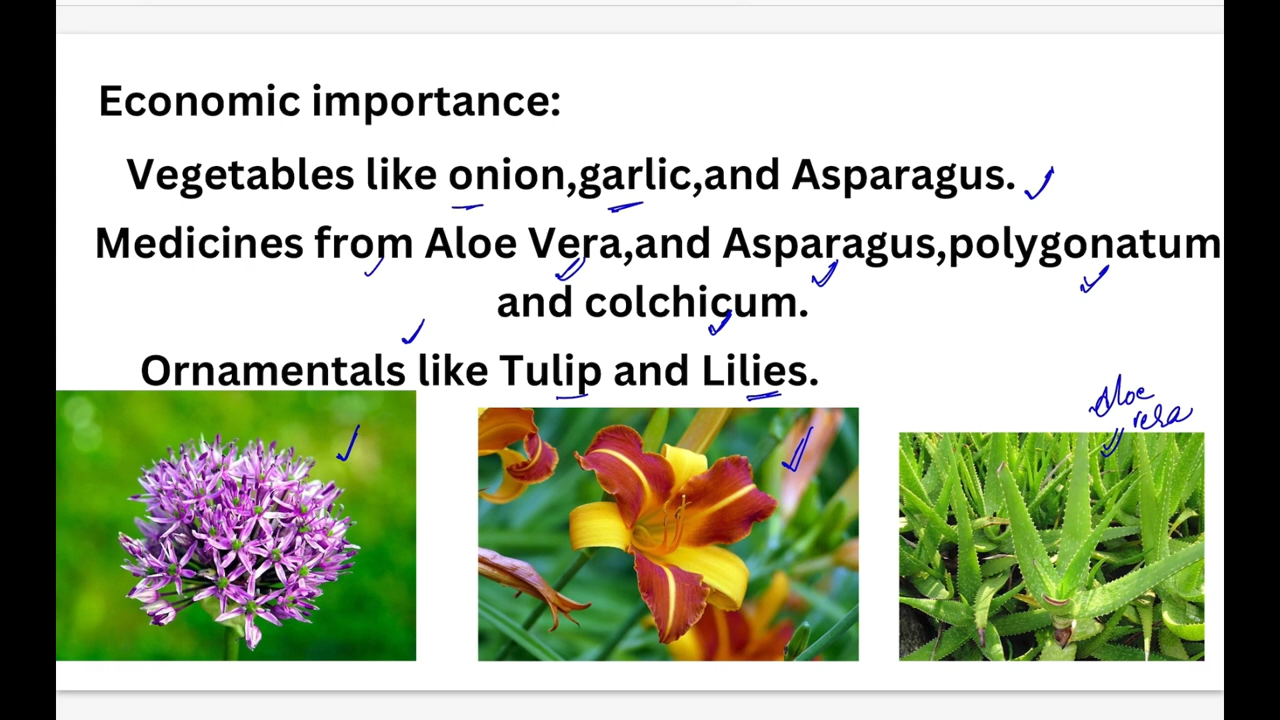 Economic importance:
Vegetables like onion,garlic,and Asparagus.
Medicines from Aloe Vera,and Asparagus,polygonatum
and colchicum.
Ornamentals like Tulip and Lilies.
Aloe
vera